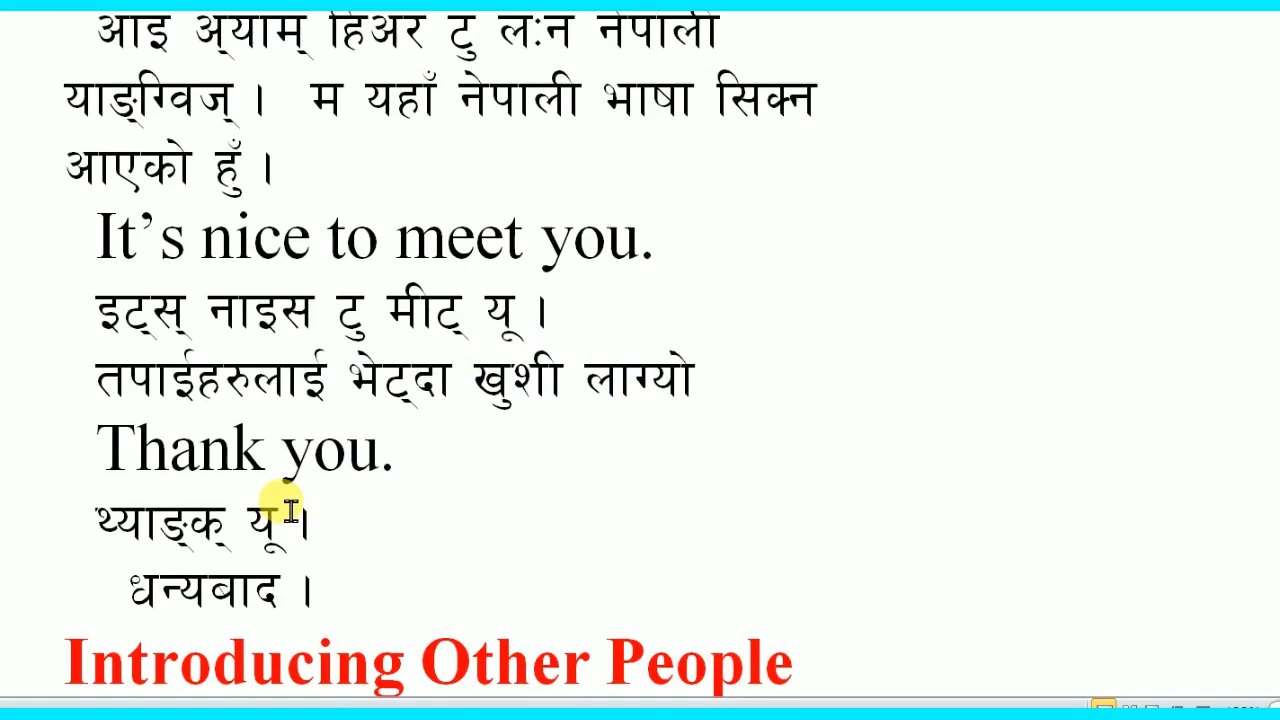 आइ अ्याम् हिअर टु लःन नेपाली
याङ्ग्विज् । म यहाँ नेपाली भाषा सिक्न
आएको हुँ ।
It’s nice to meet you.
इट्स् नाइस टु मीट् यू ।
तपाईहरुलाई भेट्दा खुशी लाग्यो
Thank you.
थ्याङ्क् यू ।
धन्यबाद ।
Introducing Other People